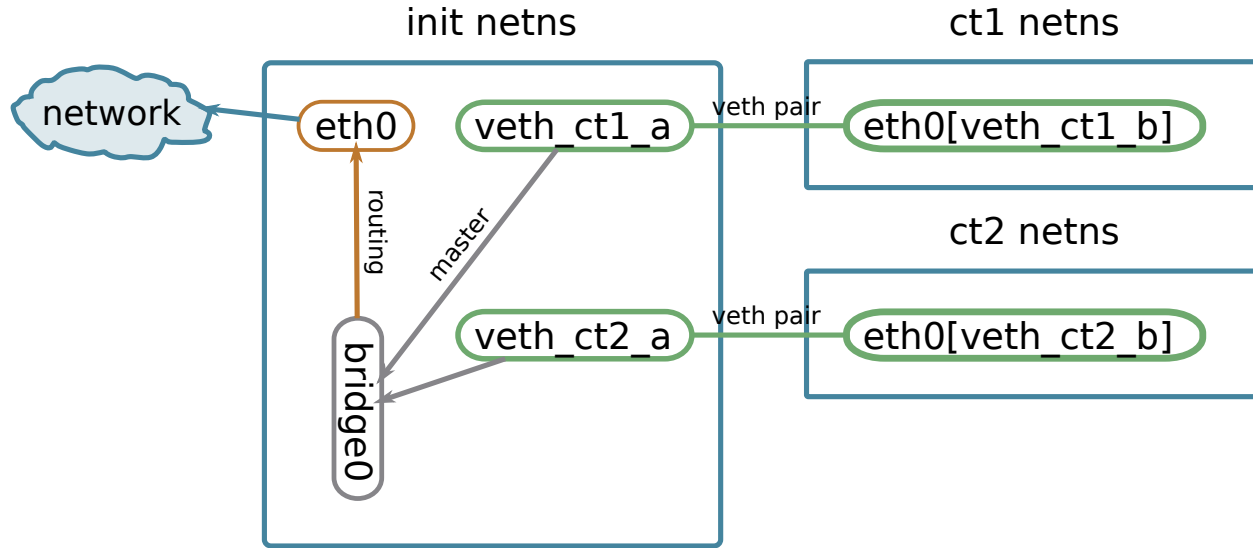 init netns
ct1 netns
network
eth0
veth_ct1_a
veth pair
eth0[veth_ct1_b]
routing
master
ct2 netns
veth_ct2_a
veth pair
eth0[veth_ct2_b]
bridge0